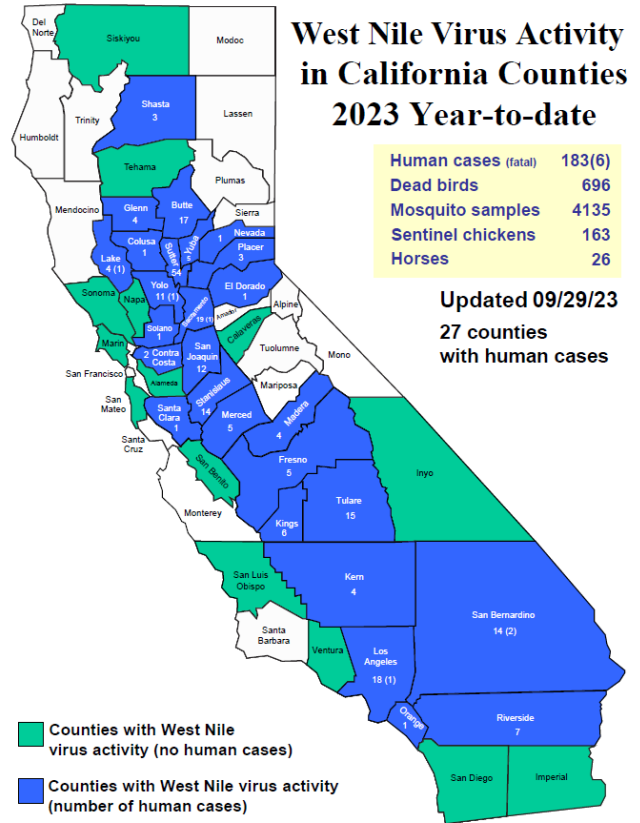 West Nile Virus Activity
in California Counties
2023 Year-to-date
Human cases (fatal) 183(6)
Dead birds 696
Mosquito samples 4135
Sentinel chickens 163
Horses 26
Updated 09/29/23
27 counties
with human cases
Del
Norte
Siskiyou
Modoc
Shasta
3
Trinity
Lassen
Humboldt
Tehama
Plumas
Mendocino
Glenn
4
Butte
17
Sierra
Colusa
1
Sutter
54
Yuba
5
1 Nevada
Placer
3
Lake
4 (1)
Yolo
11 (1)
El Dorado
1
Sonoma
Napa
Sacramento
19 (1)
Amador
Alpine
Solano
1
Calaveras
Marin
2 Contra
Costa
San
Joaquin
12
Tuolumne
Mono
San Francisco
Alameda
Stanislaus
14
Mariposa
San
Mateo
Santa
Clara
1
Merced
5
Madera
4
Santa
Cruz
San Benito
Fresno
5
Inyo
Monterey
Kings
6
Tulare
15
San Luis
Obispo
Kern
4
San Bernardino
14 (2)
Santa
Barbara
Ventura
Los
Angeles
18 (1)
Orange
1
Riverside
7
San Diego
Imperial
Counties with West Nile
virus activity (no human cases)
Counties with West Nile virus activity
(number of human cases)